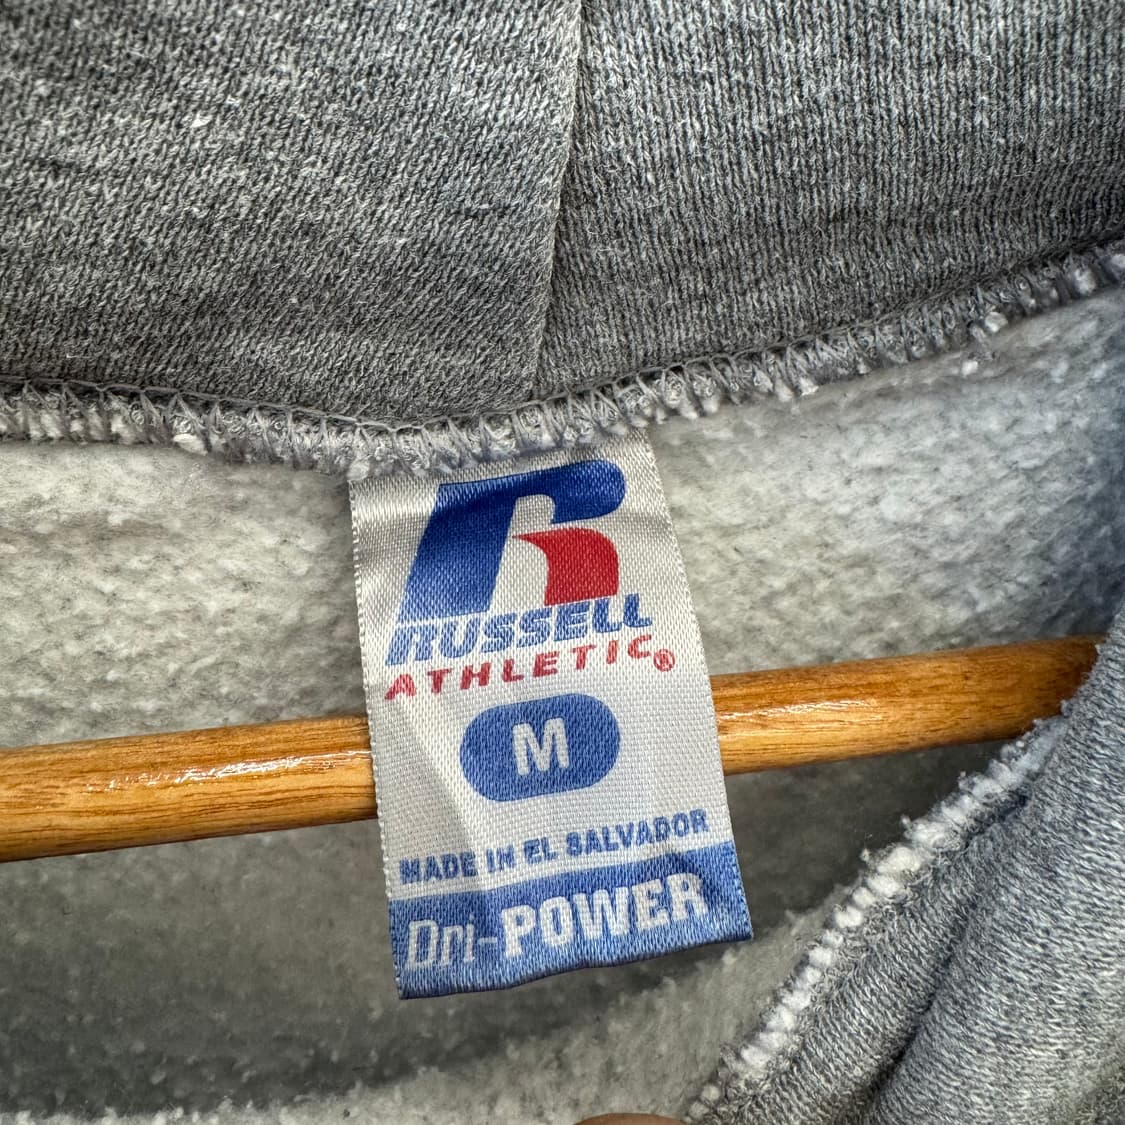 RUSSELL
ATHLETIC®
M
MADE IN EL SALVADOR
Dri-POWER